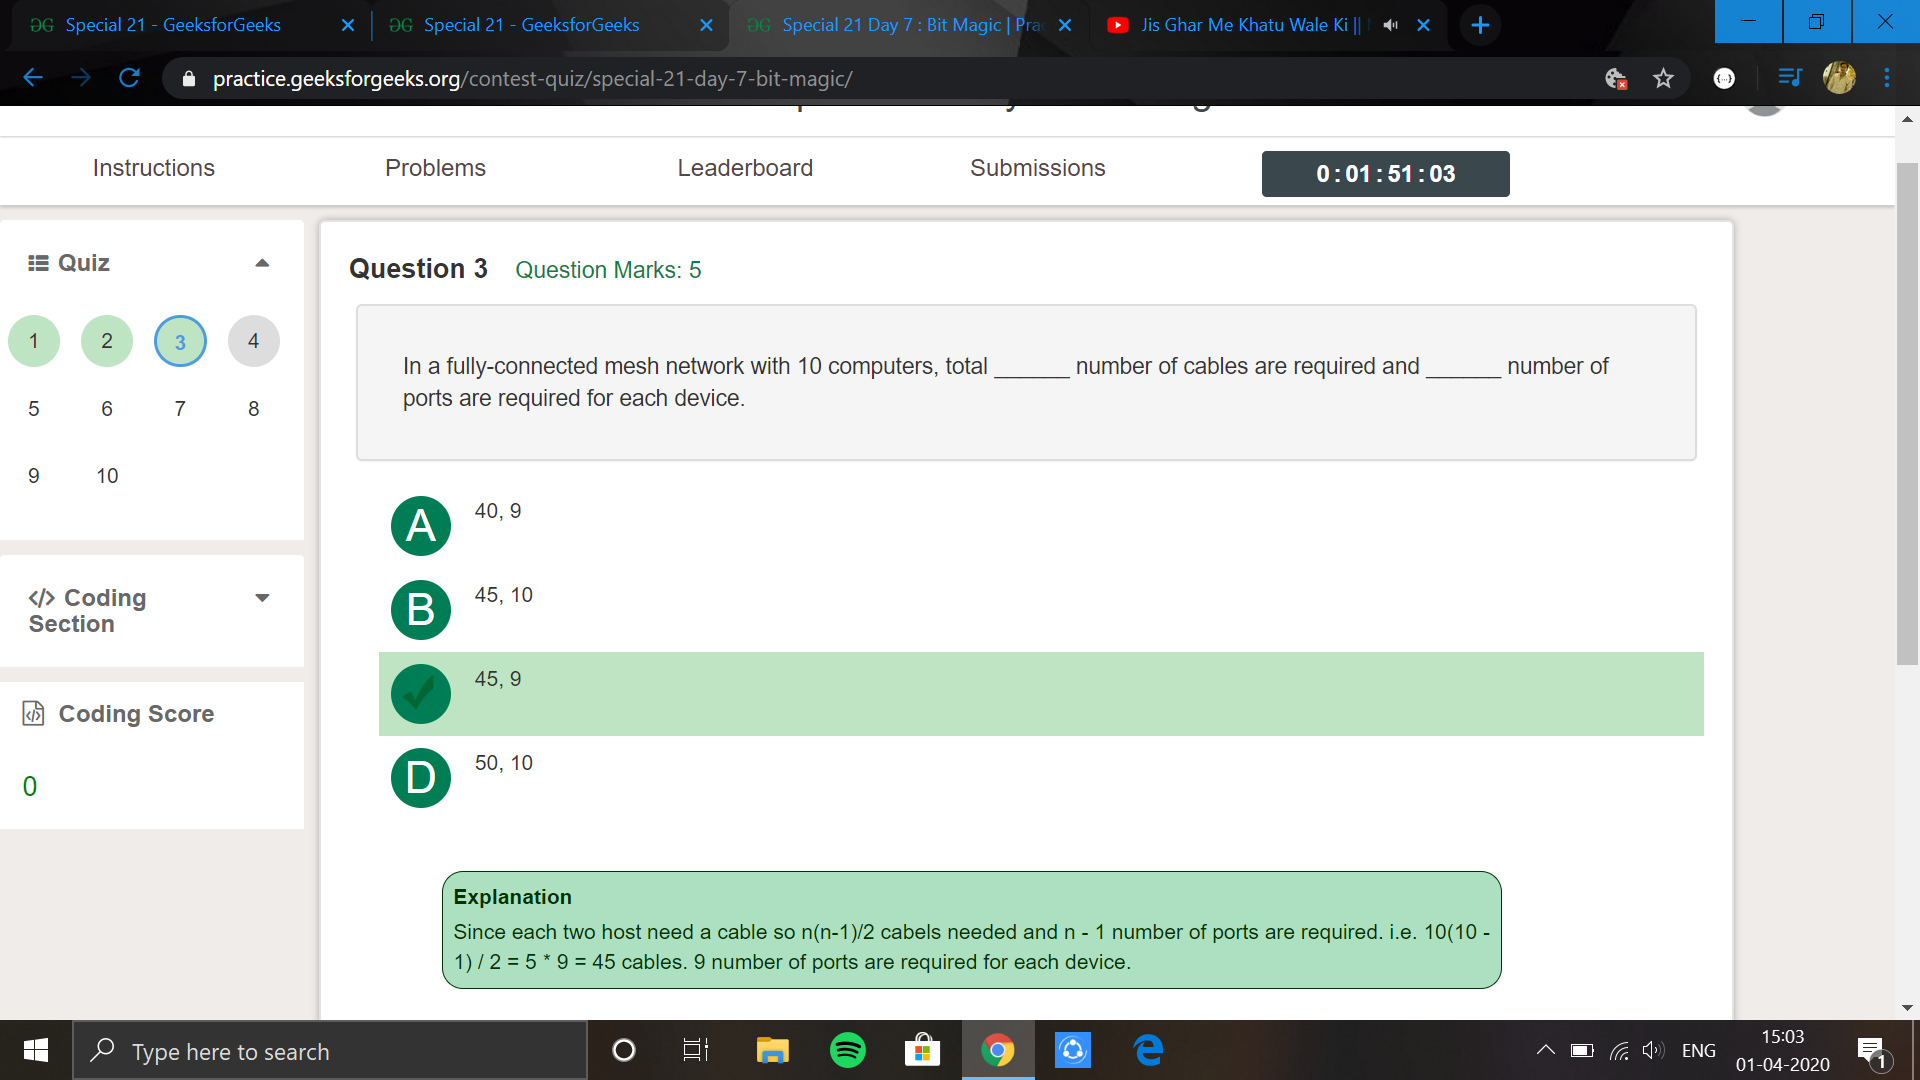 Special 21 - GeeksforGeeks
Special 21 - GeeksforGeeks
Special 21 Day 7 : Bit Magic | Prac
Jis Ghar Me Khatu Wale Ki ||
practice.geeksforgeeks.org/contest-quiz/special-21-day-7-bit-magic/
Instructions
Problems
Leaderboard
Submissions
0 : 01 : 51 : 03
Quiz
1
2
3
4
5
6
7
8
9
10
</> Coding
Section
Coding Score
0
Question 3 Question Marks: 5
In a fully-connected mesh network with 10 computers, total ______ number of cables are required and ______ number of
ports are required for each device.
A 40, 9
B 45, 10
45, 9
D 50, 10
Explanation
Since each two host need a cable so n(n-1)/2 cabels needed and n - 1 number of ports are required. i.e. 10(10 -
1) / 2 = 5 * 9 = 45 cables. 9 number of ports are required for each device.
Type here to search
ENG
15:03
01-04-2020
1